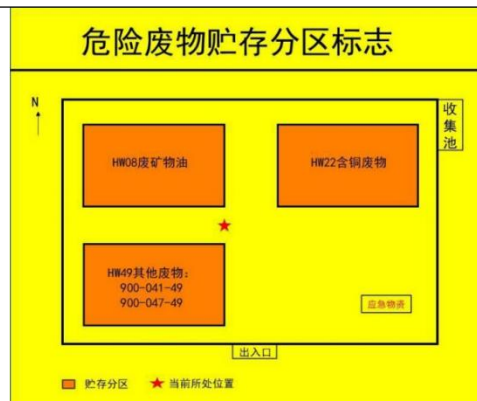 危险废物贮存分区标志
N
收集池
HW08废矿物油
HW22含铜废物
HW49其他废物:
900-041-49
900-047-49
应急物资
出入口
贮存分区
当前所处位置